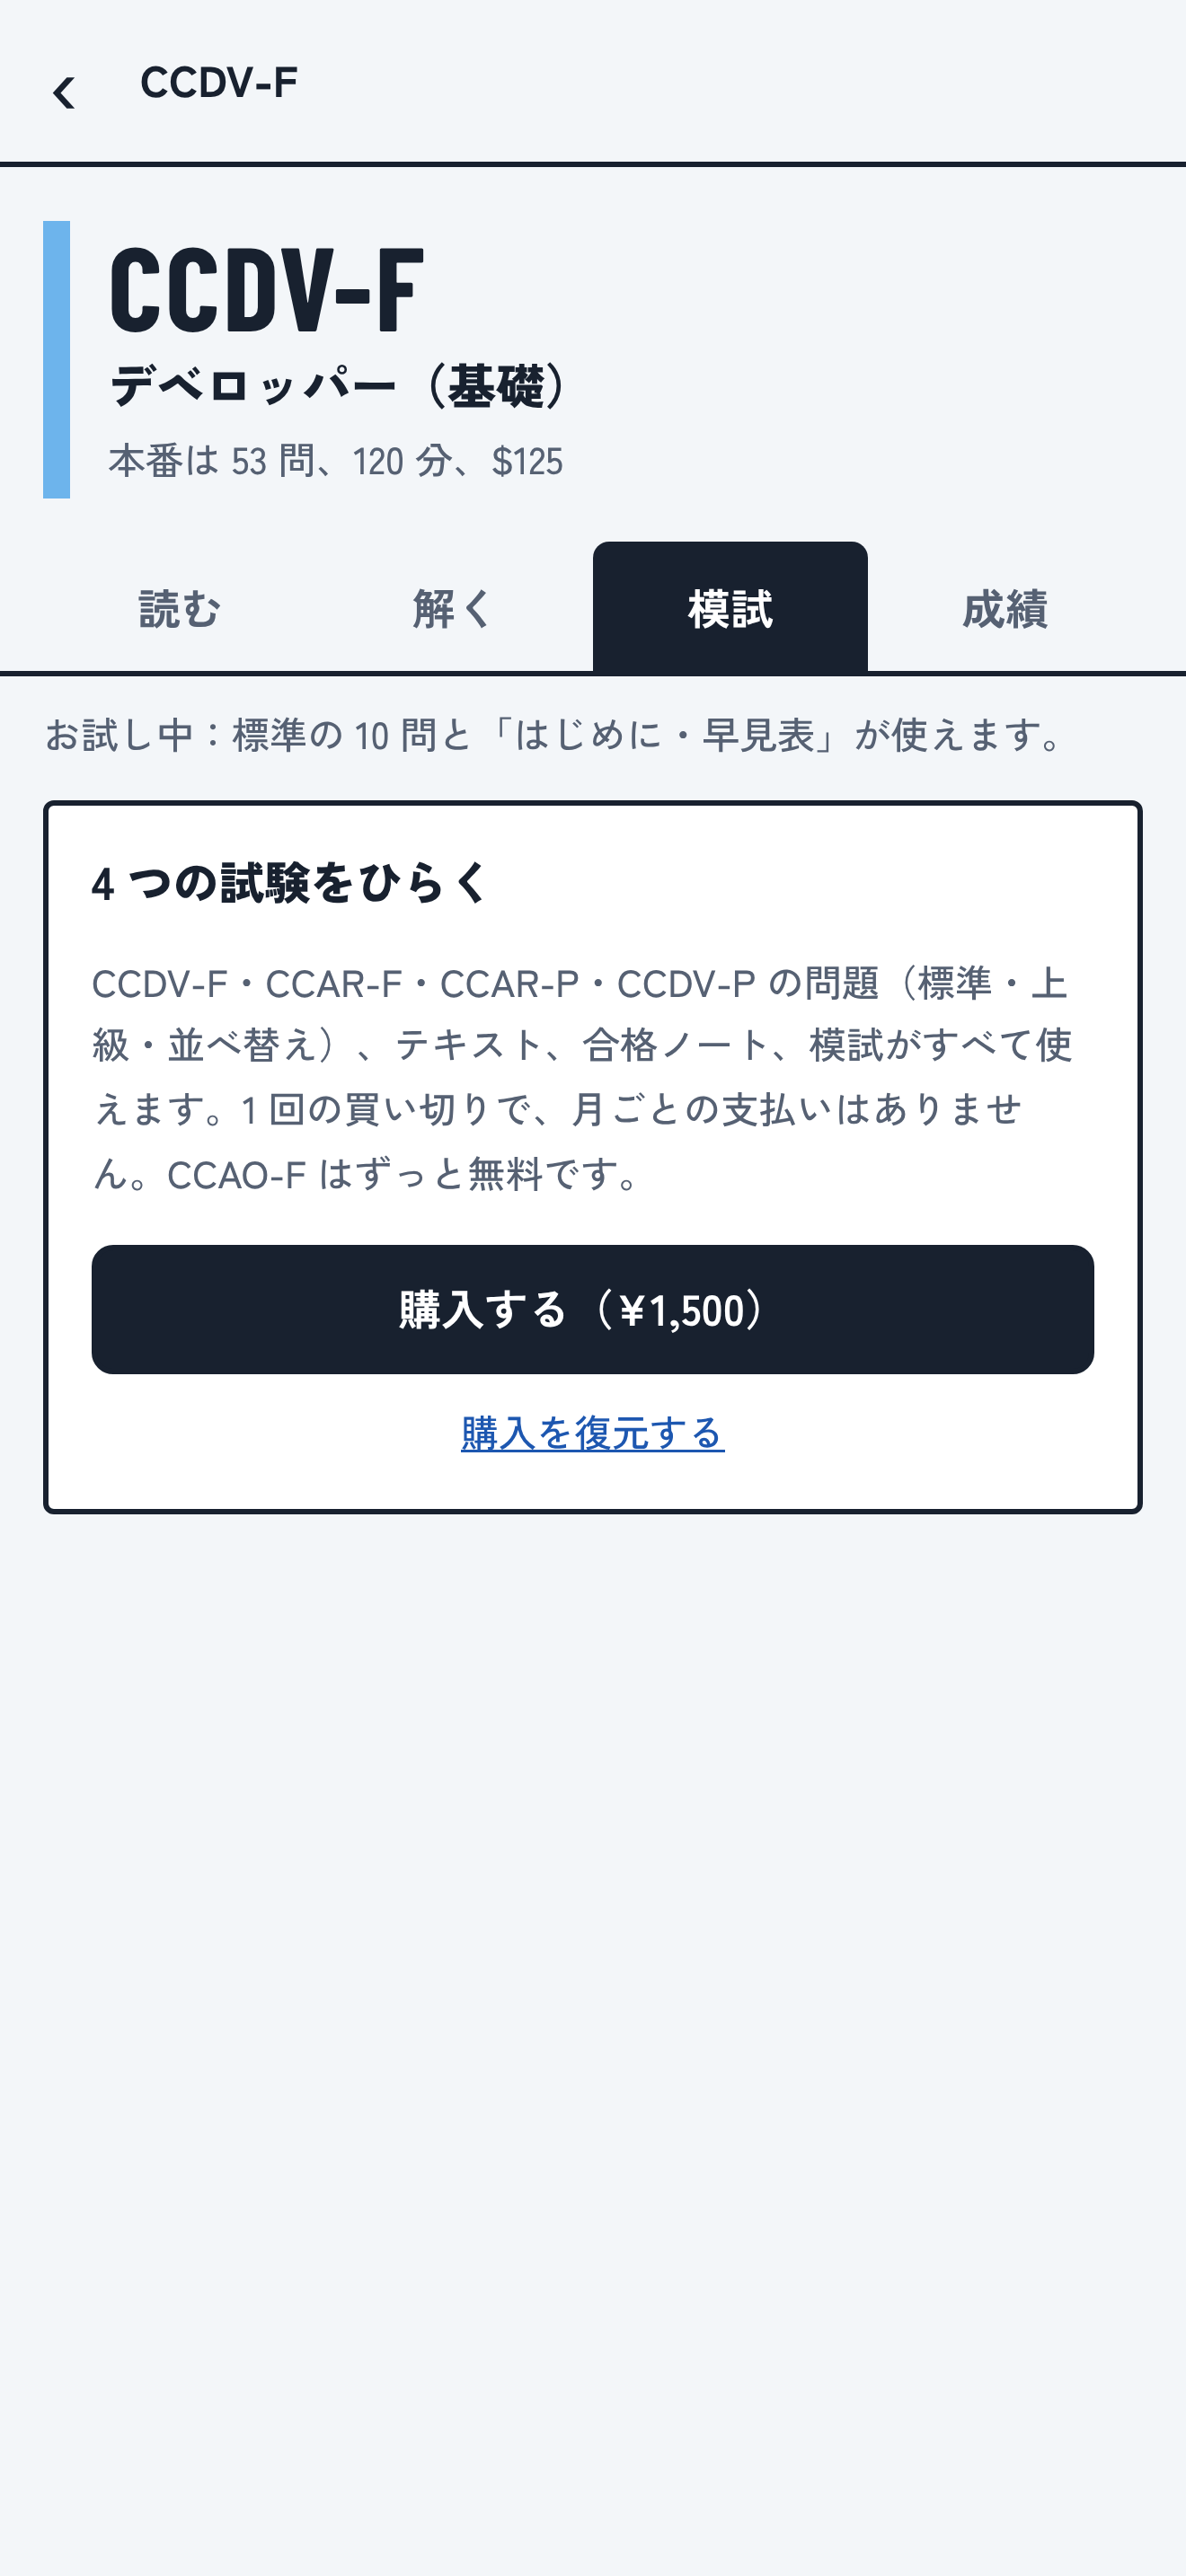 CCDV-F
CCDV-F
デベロッパー（基礎）
本番は 53 問、120 分、$125
読む
解く
模試
成績
お試し中：標準の 10 問と「はじめに・早見表」が使えます。
4 つの試験をひらく
CCDV-F・CCAR-F・CCAR-P・CCDV-P の問題（標準・上
級・並べ替え）、テキスト、合格ノート、模試がすべて使
えます。1 回の買い切りで、月ごとの支払いはありませ
ん。CCAO-F はずっと無料です。
購入する（¥1,500）
購入を復元する